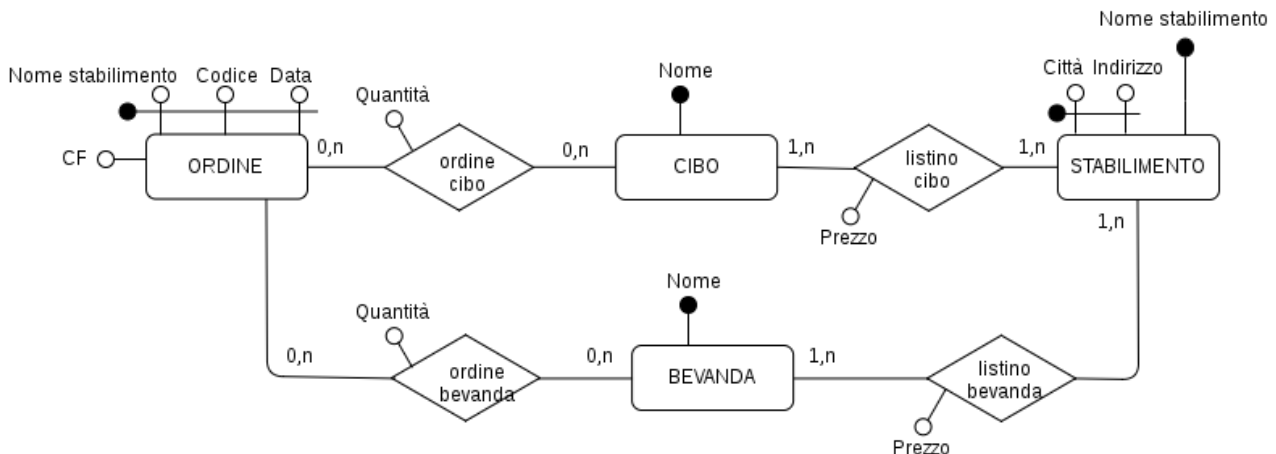 Nome stabilimento
Nome stabilimento Codice Data
Città Indirizzo
Nome
Quantità
CF
ORDINE
0,n
ordine
cibo
0,n
CIBO
1,n
listino
cibo
1,n
STABILIMENTO
Prezzo
1,n
Nome
Quantità
0,n
ordine
bevanda
0,n
BEVANDA
1,n
listino
bevanda
Prezzo